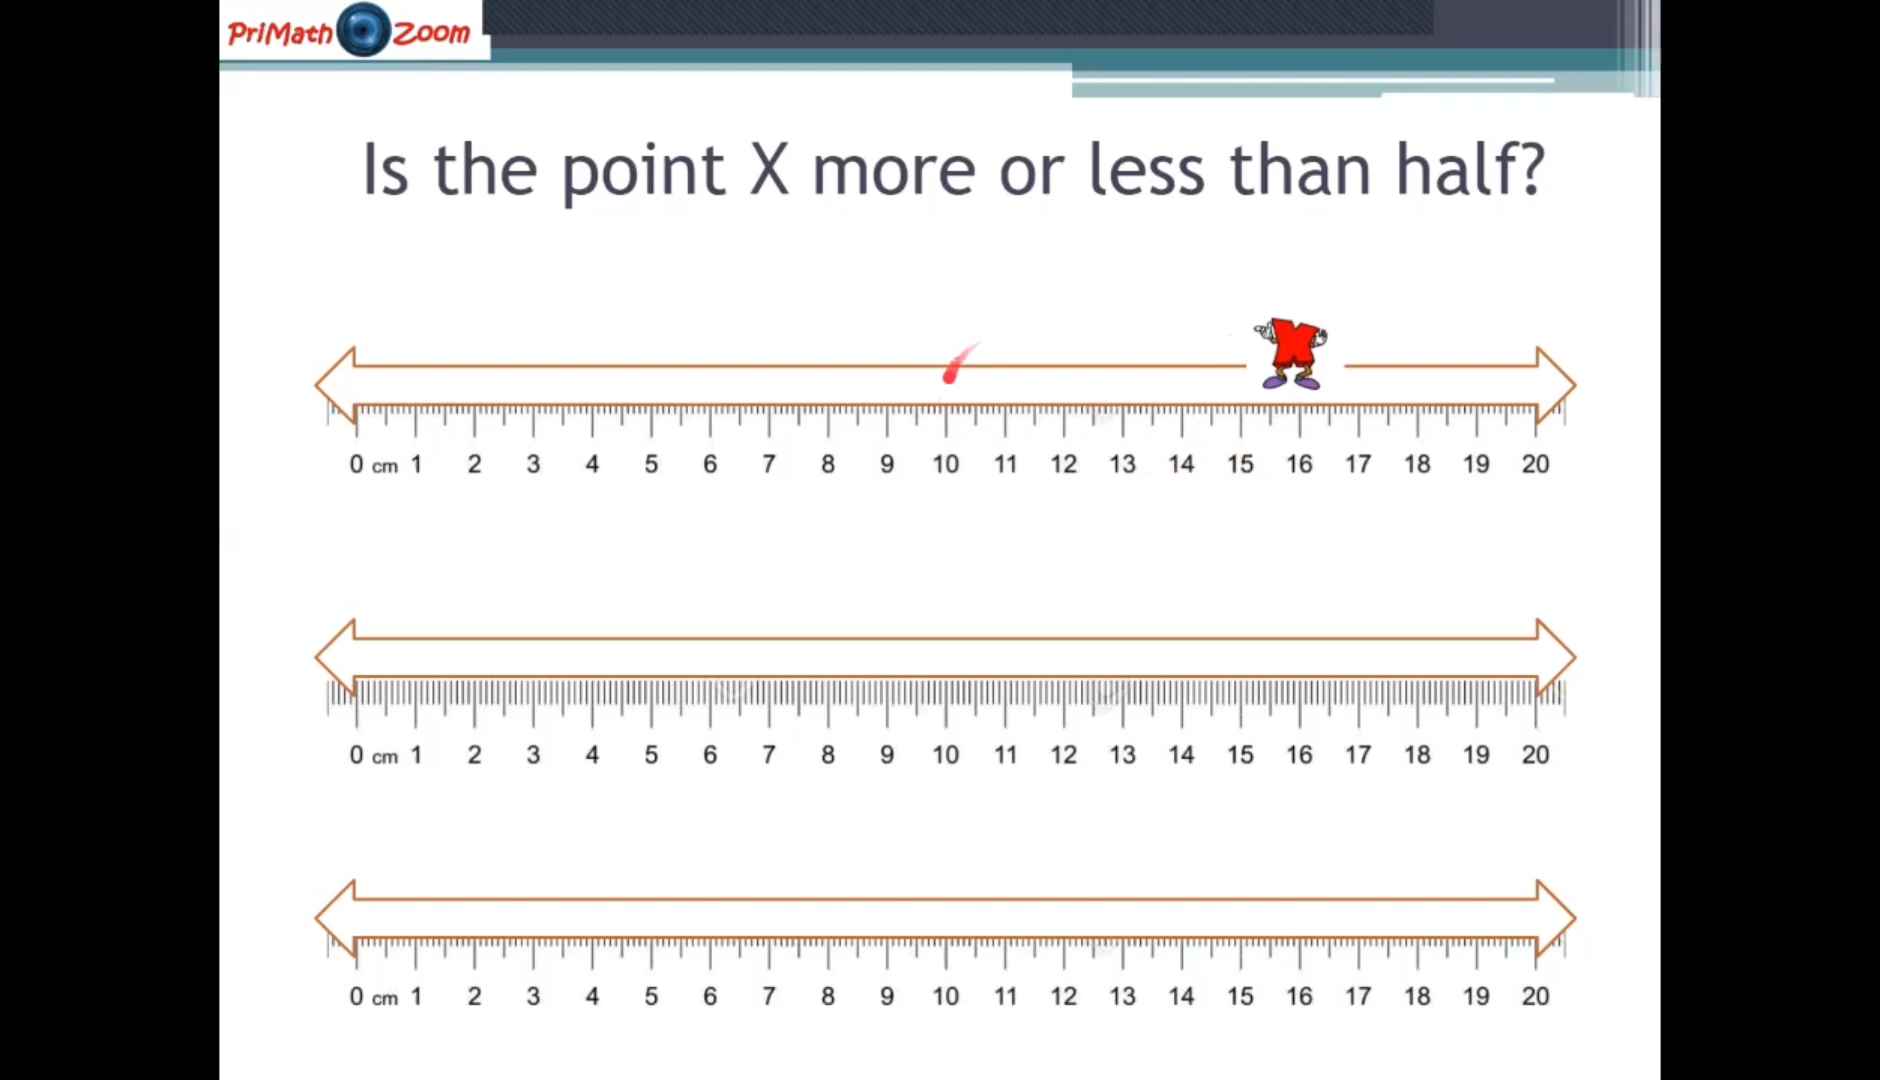 PriMath Zoom
Is the point X more or less than half?
X
0 cm 1 2 3 4 5 6 7 8 9 10 11 12 13 14 15 16 17 18 19 20
0 cm 1 2 3 4 5 6 7 8 9 10 11 12 13 14 15 16 17 18 19 20
0 cm 1 2 3 4 5 6 7 8 9 10 11 12 13 14 15 16 17 18 19 20